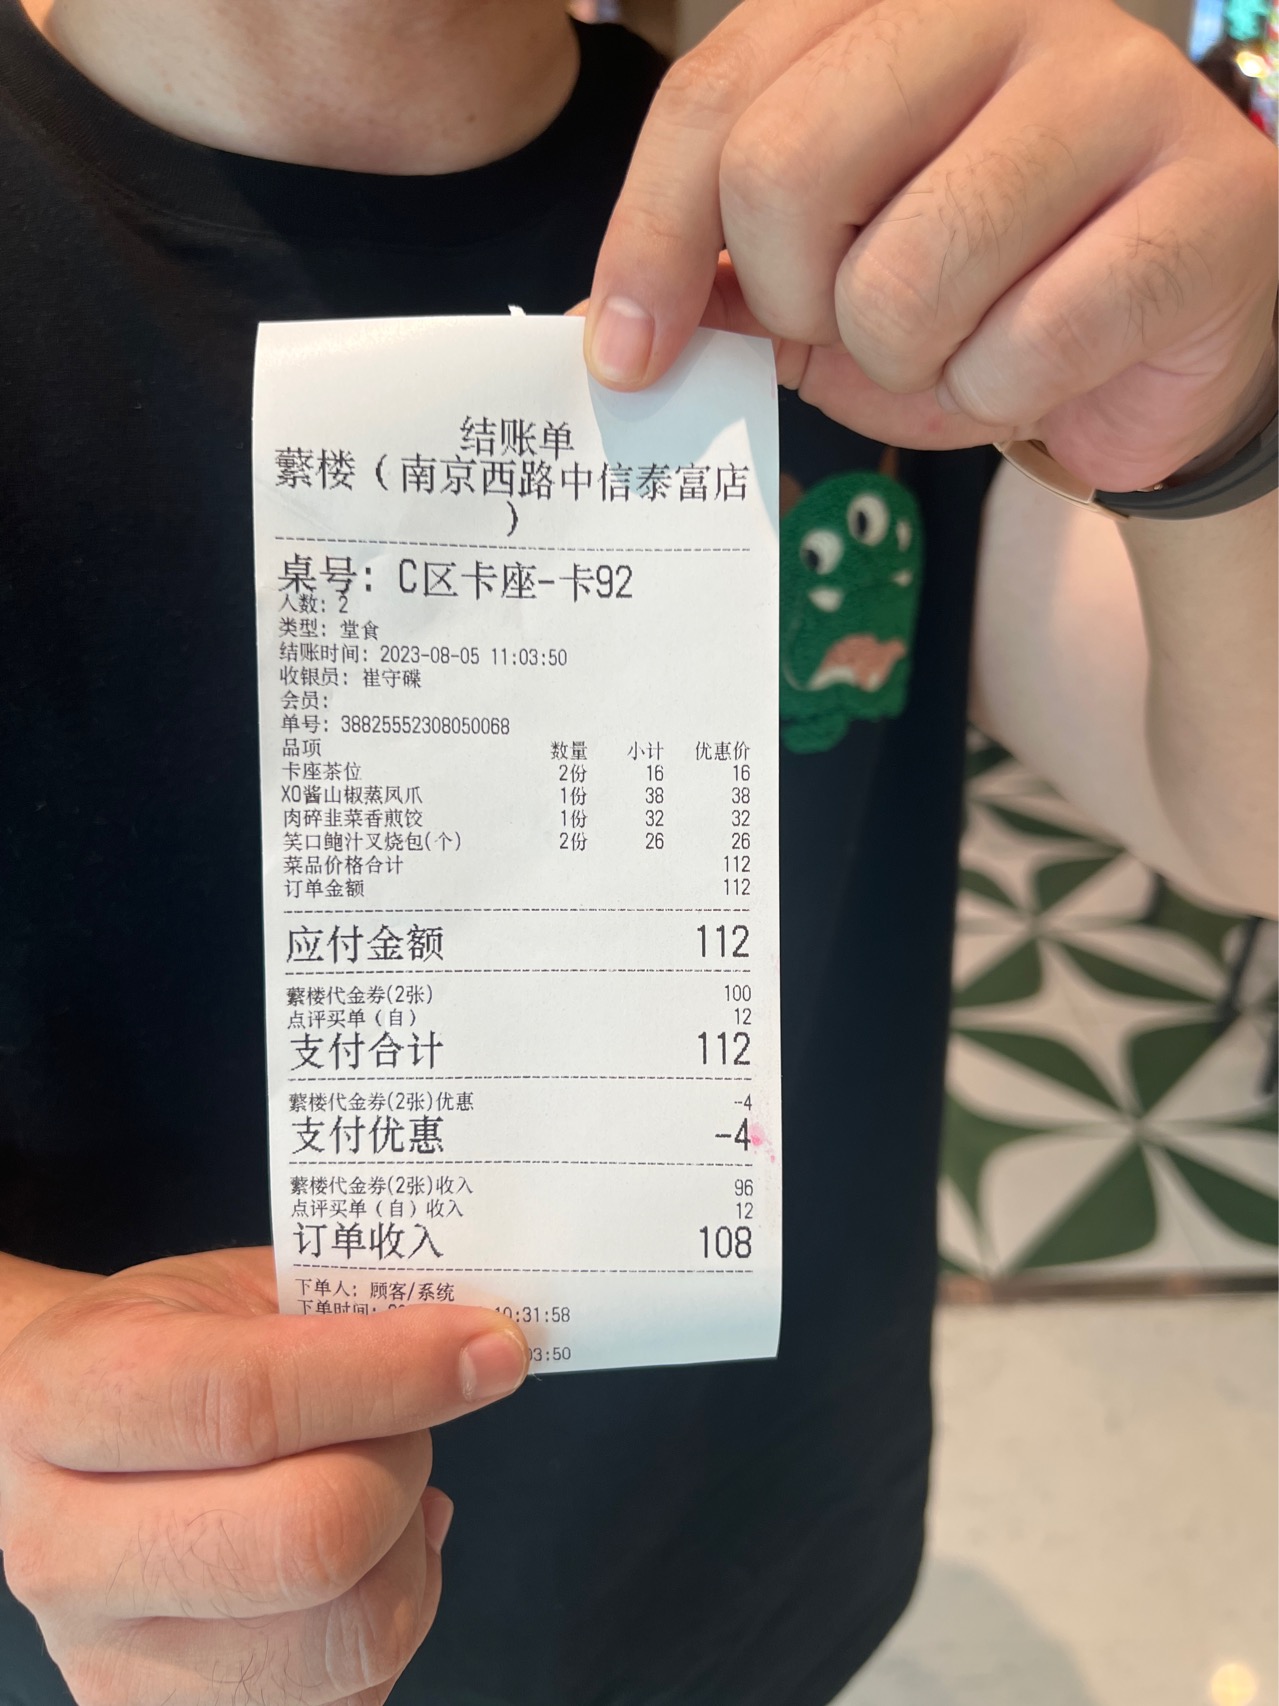 结账单
蘩楼（南京西路中信泰富店
）
桌号: C区卡座-卡92
人数: 2
类型: 堂食
结账时间: 2023-08-05 11:03:50
收银员: 崔守碟
会员:
单号: 38825552308050068
品项 数量 小计 优惠价
卡座茶位 2份 16 16
XO酱山椒蒸凤爪 1份 38 38
肉碎韭菜香煎饺 1份 32 32
笑口鲍汁叉烧包(个) 2份 26 26
菜品价格合计 112
订单金额 112
应付金额 112
蘩楼代金券(2张) 100
点评买单（自） 12
支付合计 112
蘩楼代金券(2张)优惠 -4
支付优惠 -4
蘩楼代金券(2张)收入 96
点评买单（自）收入 12
订单收入 108
下单人: 顾客/系统
下单时间: 10:31:58
03:50